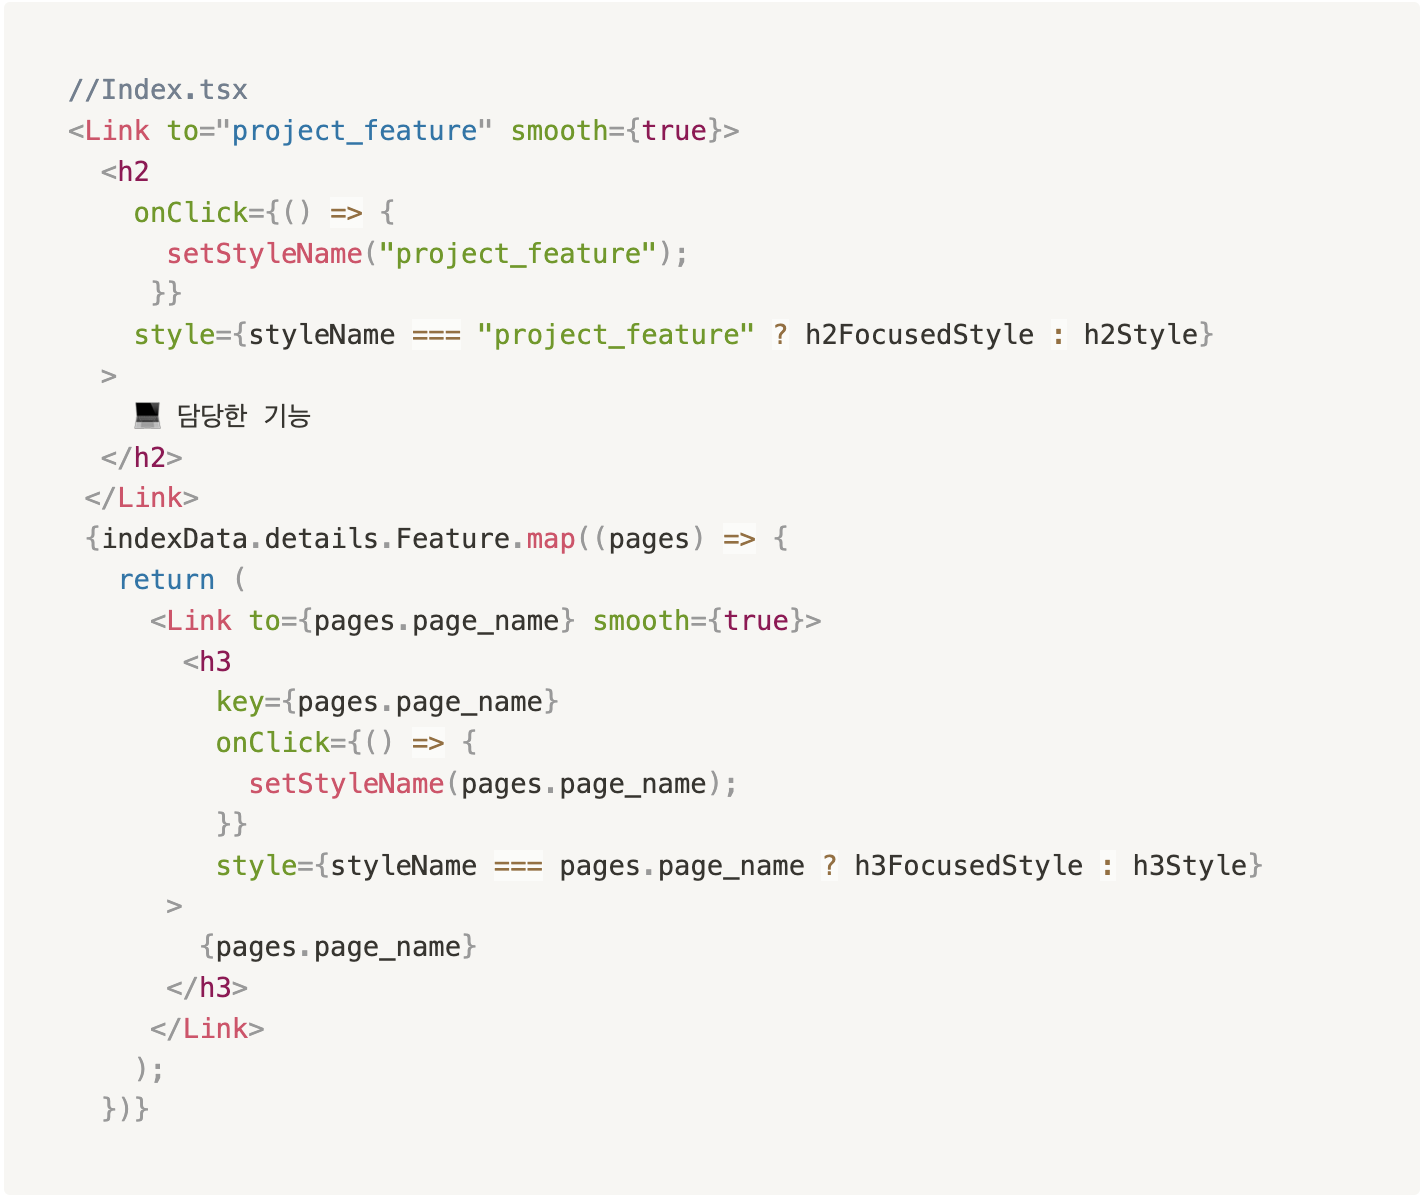 //Index.tsx
<Link to="project_feature" smooth={true}>
  <h2
    onClick={() => {
      setStyleName("project_feature");
     }}
    style={styleName === "project_feature" ? h2FocusedStyle : h2Style}
  >
    💻 담당한 기능
  </h2>
 </Link>
 {indexData.details.Feature.map((pages) => {
   return (
     <Link to={pages.page_name} smooth={true}>
       <h3
         key={pages.page_name}
         onClick={() => {
           setStyleName(pages.page_name);
         }}
         style={styleName === pages.page_name ? h3FocusedStyle : h3Style}
      >
        {pages.page_name}
      </h3>
     </Link>
    );
  })}